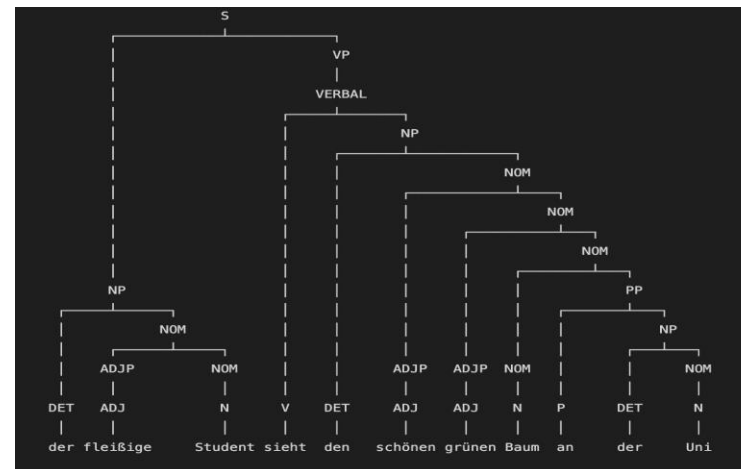 S
VP
VERBAL
NP
NOM
NOM
NOM
NP PP
NOM NP
ADJP NOM ADJP ADJP NOM NOM
DET ADJ N V DET ADJ ADJ N P DET N
der fleißige Student sieht den schönen grünen Baum an der Uni